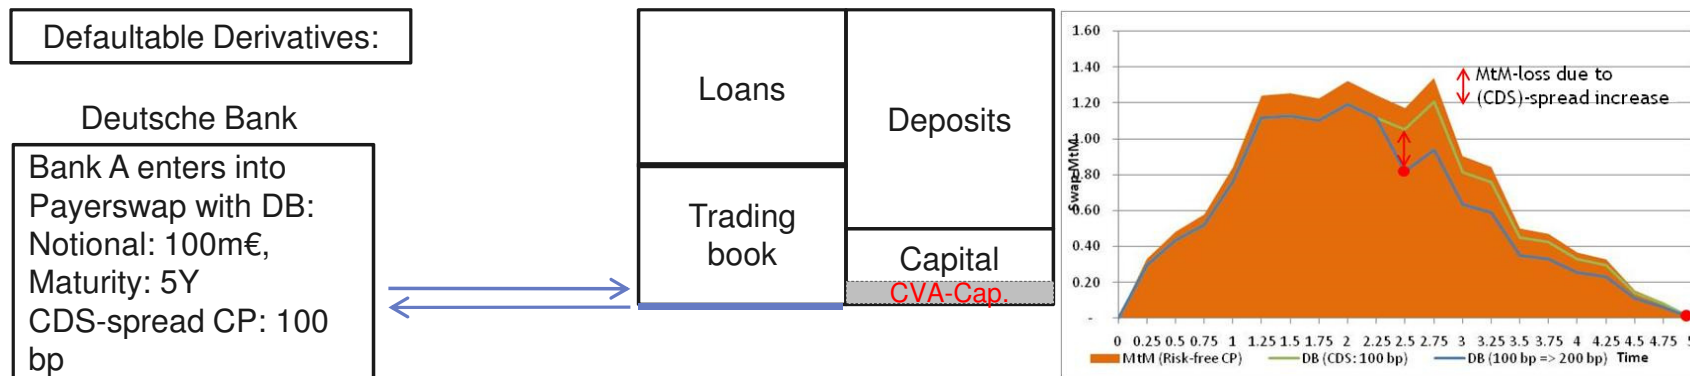 Defaultable Derivatives:
Deutsche Bank
Bank A enters into
Payerswap with DB:
Notional: 100m€,
Maturity: 5Y
CDS-spread CP: 100
bp
Loans
Trading
book
Deposits
Capital
CVA-Cap.
1.60
1.40
1.20
1.00
0.80
0.60
0.40
0.20
-
Swap MtM
MtM-loss due to
(CDS)-spread increase
0 0.25 0.5 0.75 1 1.25 1.5 1.75 2 2.25 2.5 2.75 3 3.25 3.5 3.75 4 4.25 4.5 4.75 5
MtM (Risk-free CP) DB (CDS: 100 bp) DB (100 bp => 200 bp) Time